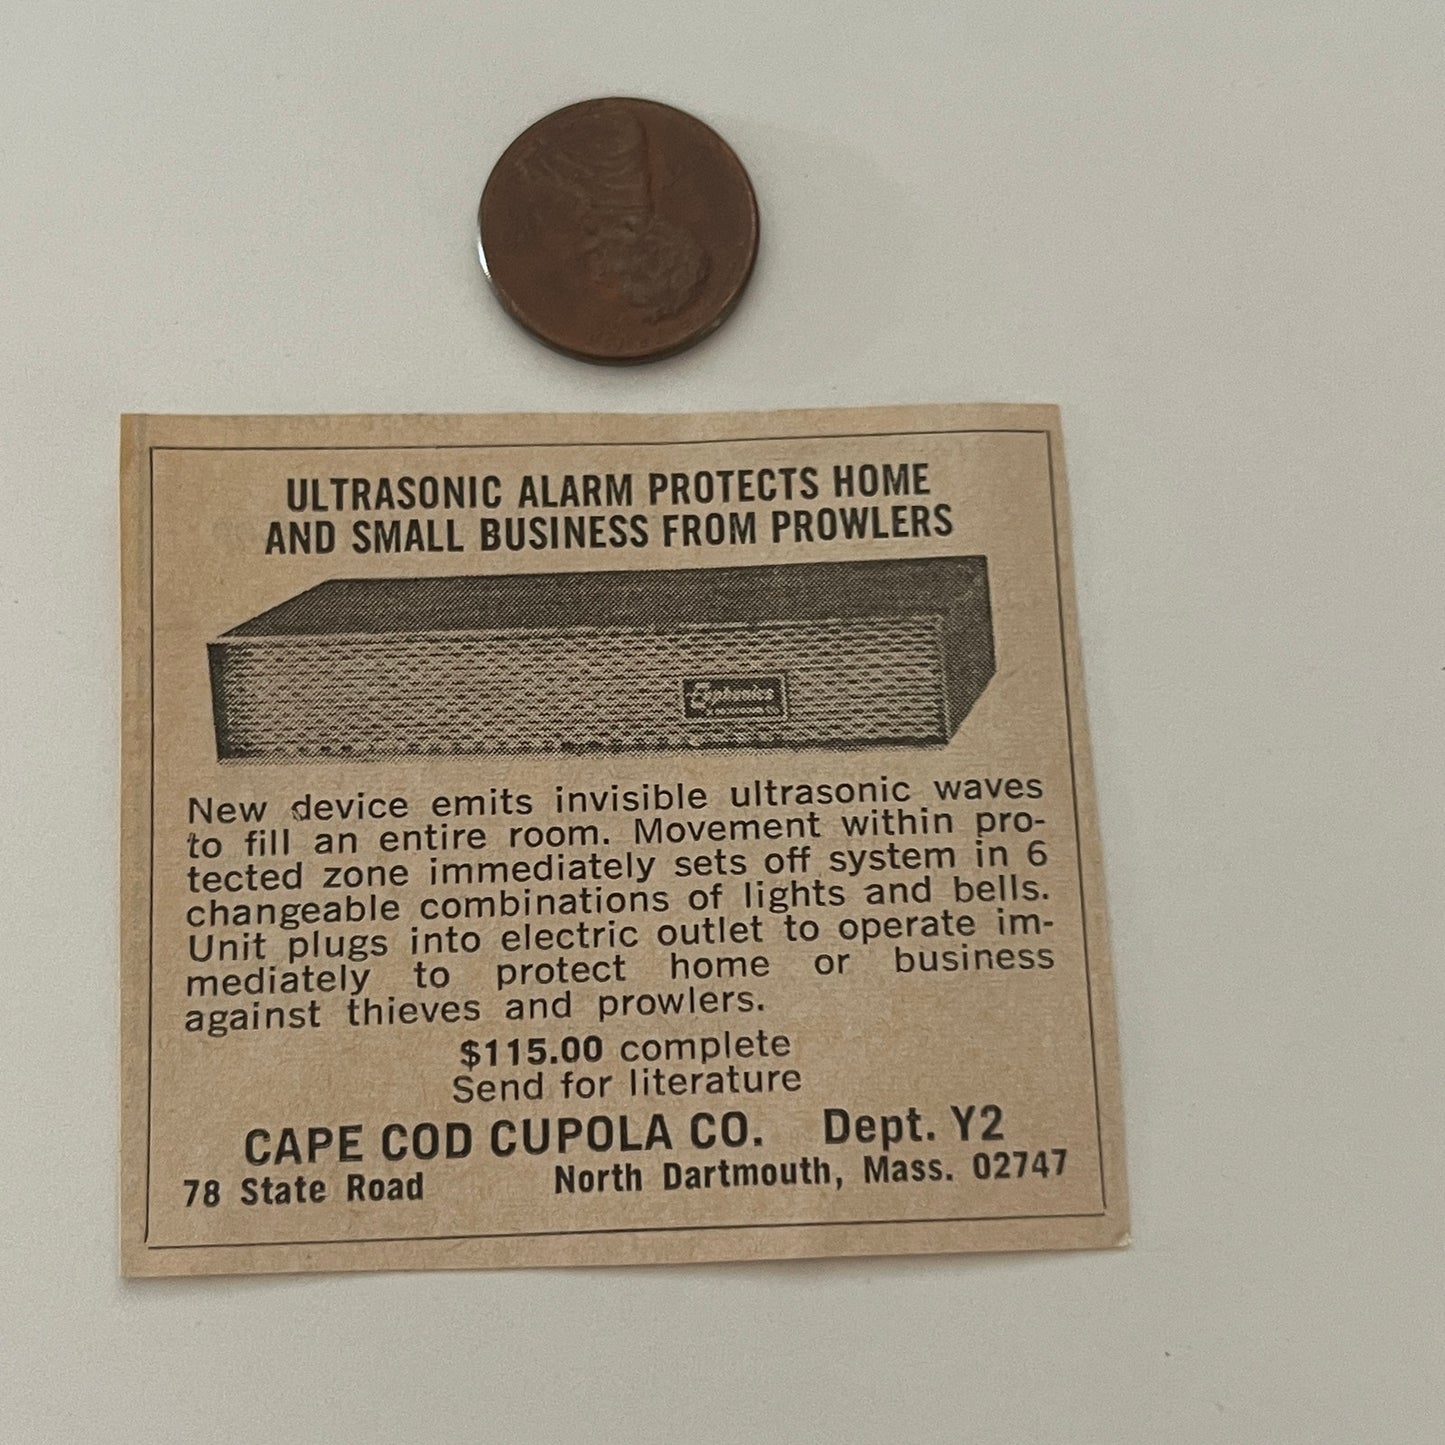 ULTRASONIC ALARM PROTECTS HOME
AND SMALL BUSINESS FROM PROWLERS
New device emits invisible ultrasonic waves
to fill an entire room. Movement within pro-
tected zone immediately sets off system in 6
changeable combinations of lights and bells.
Unit plugs into electric outlet to operate im-
mediately to protect home or business
against thieves and prowlers.
$115.00 complete
Send for literature
CAPE COD CUPOLA CO. Dept. Y2
78 State Road North Dartmouth, Mass. 02747